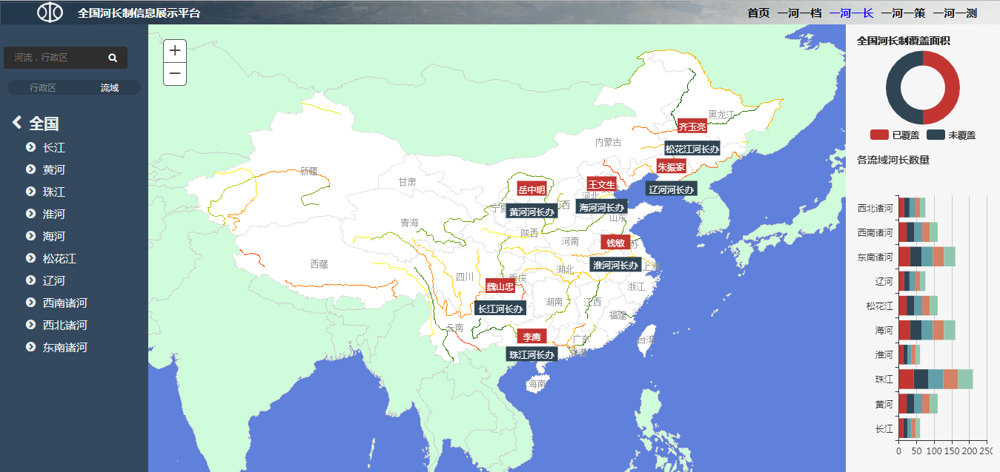 全国河长制信息展示平台
首页 一河一档 一河一长 一河一策 一河一测
河流，行政区
行政区 流域
全国
长江
黄河
珠江
淮河
海河
松花江
辽河
西南诸河
西北诸河
东南诸河
+
−
黑龙江
齐玉亮
内蒙古
松花江河长办
朱振家
新疆
甘肃
岳中明
王文生
辽河河长办
河北
宁夏
西
海河河长办
黄河河长办
山东
青海
陕西
河南
钱敏
苏
西藏
淮河河长办
上海
湖北
四川
重庆
魏山忠
浙江
湖南
江西
长江河长办
福建
云南
李鹰
广东
台湾
珠江河长办
香港
海南
全国河长制覆盖面积
已覆盖 未覆盖
各流域河长数量
西北诸河
西南诸河
东南诸河
辽河
松花江
海河
淮河
珠江
黄河
长江
0 50 100 150 200 250